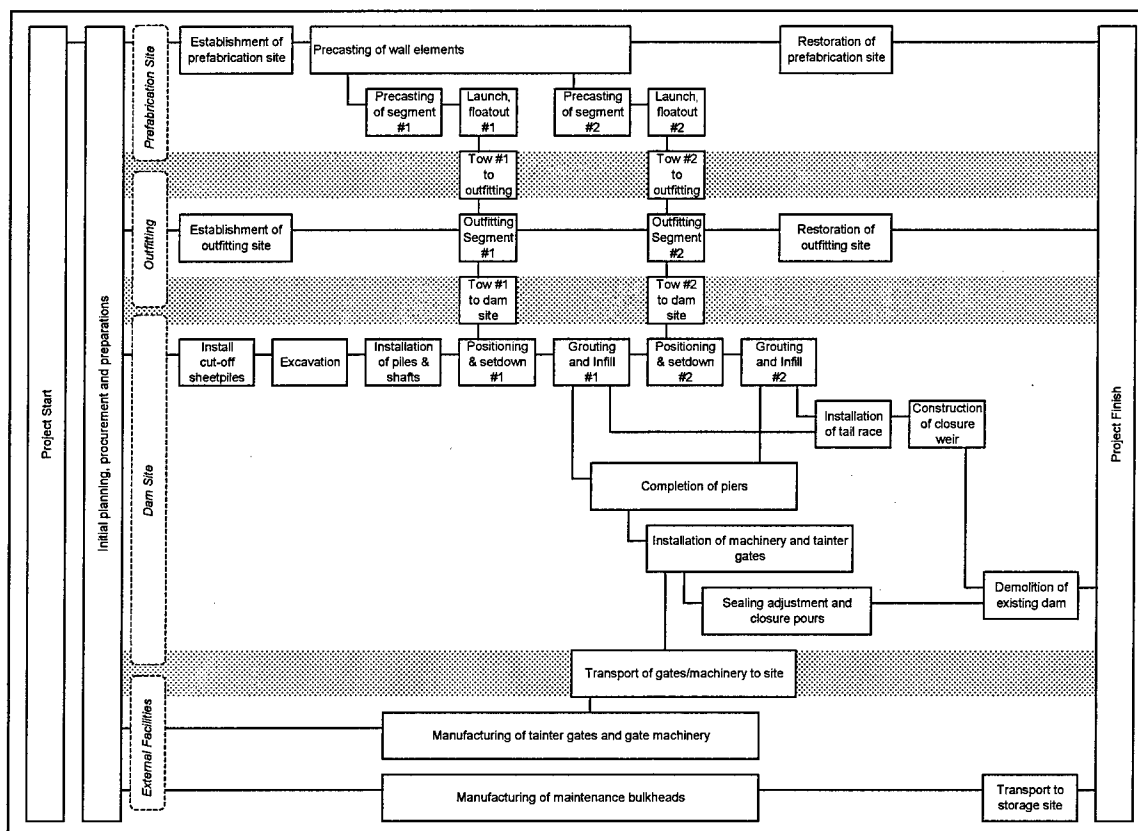 Project Start
Initial planning, procurement and preparations
Prefabrication Site
Establishment of
prefabrication site
Precasting of wall elements
Restoration of
prefabrication site
Precasting
of segment
#1
Launch,
floatout
#1
Precasting
of segment
#2
Launch,
floatout
#2
Tow #1
to
outfitting
Tow #2
to
outfitting
Outfitting
Establishment of
outfitting site
Outfitting
Segment
#1
Outfitting
Segment
#2
Restoration of
outfitting site
Tow #1
to dam
site
Tow #2
to dam
site
Dam Site
Install
cut-off
sheetpiles
Excavation
Installation
of piles &
shafts
Positioning
& setdown
#1
Grouting
and Infill
#1
Positioning
& setdown
#2
Grouting
and Infill
#2
Installation
of tail race
Construction
of closure
weir
Completion of piers
Installation of machinery and tainter
gates
Sealing adjustment and
closure pours
Demolition of
existing dam
Transport of gates/machinery to site
External Facilities
Manufacturing of tainter gates and gate machinery
Manufacturing of maintenance bulkheads
Transport to
storage site
Project Finish